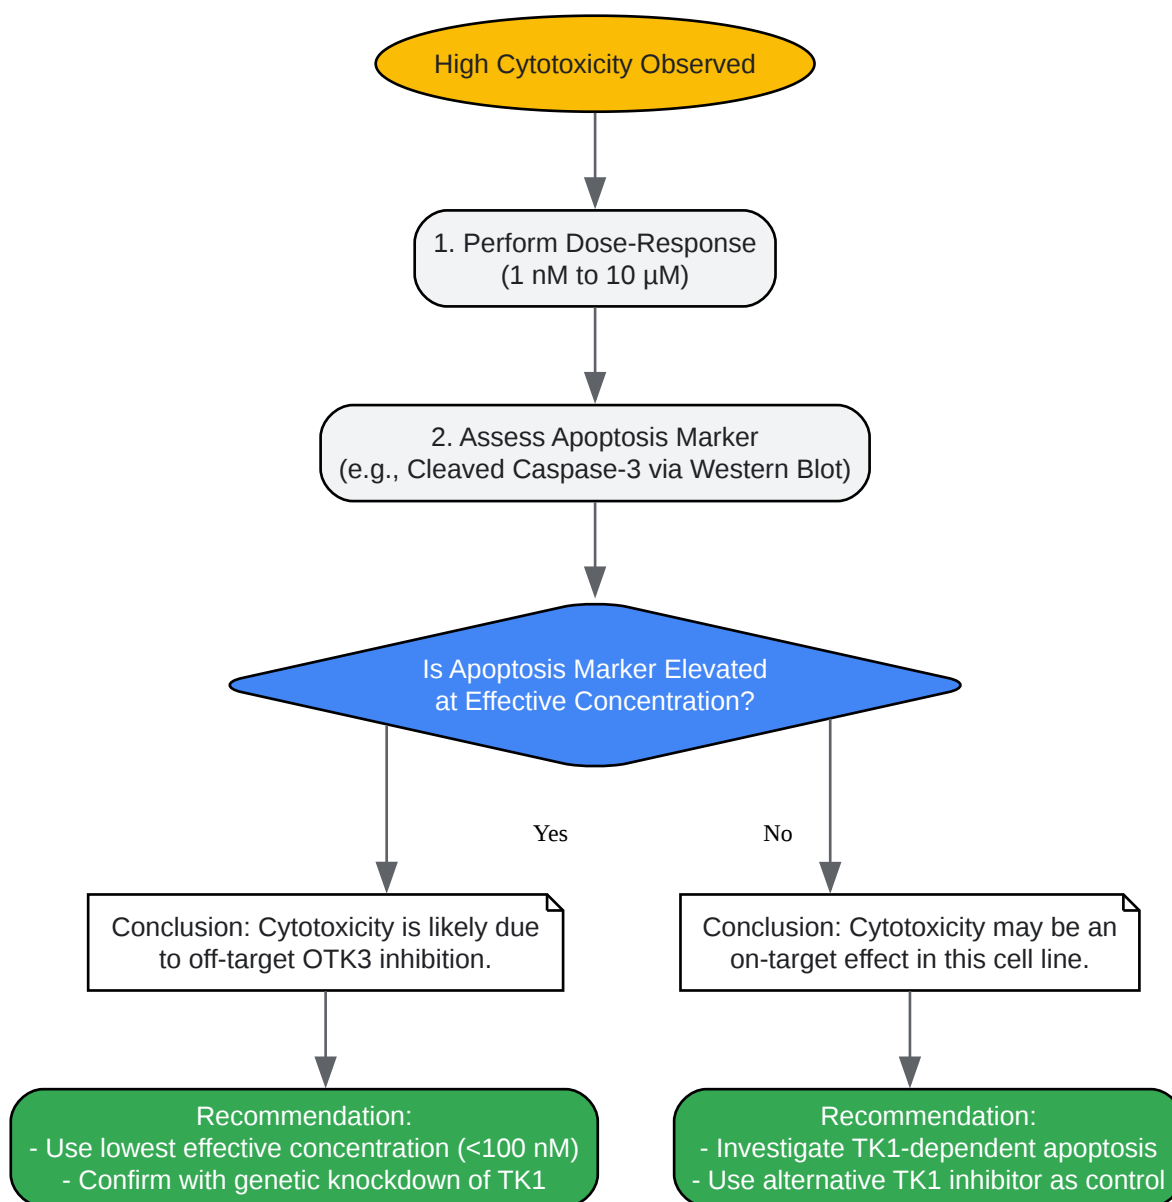 High Cytotoxicity Observed
1. Perform Dose-Response
(1 nM to 10 µM)
2. Assess Apoptosis Marker
(e.g., Cleaved Caspase-3 via Western Blot)
Is Apoptosis Marker Elevated
at Effective Concentration?
Yes
No
Conclusion: Cytotoxicity is likely due
to off-target OTK3 inhibition.
Conclusion: Cytotoxicity may be an
on-target effect in this cell line.
Recommendation:
- Use lowest effective concentration (<100 nM)
- Confirm with genetic knockdown of TK1
Recommendation:
- Investigate TK1-dependent apoptosis
- Use alternative TK1 inhibitor as control